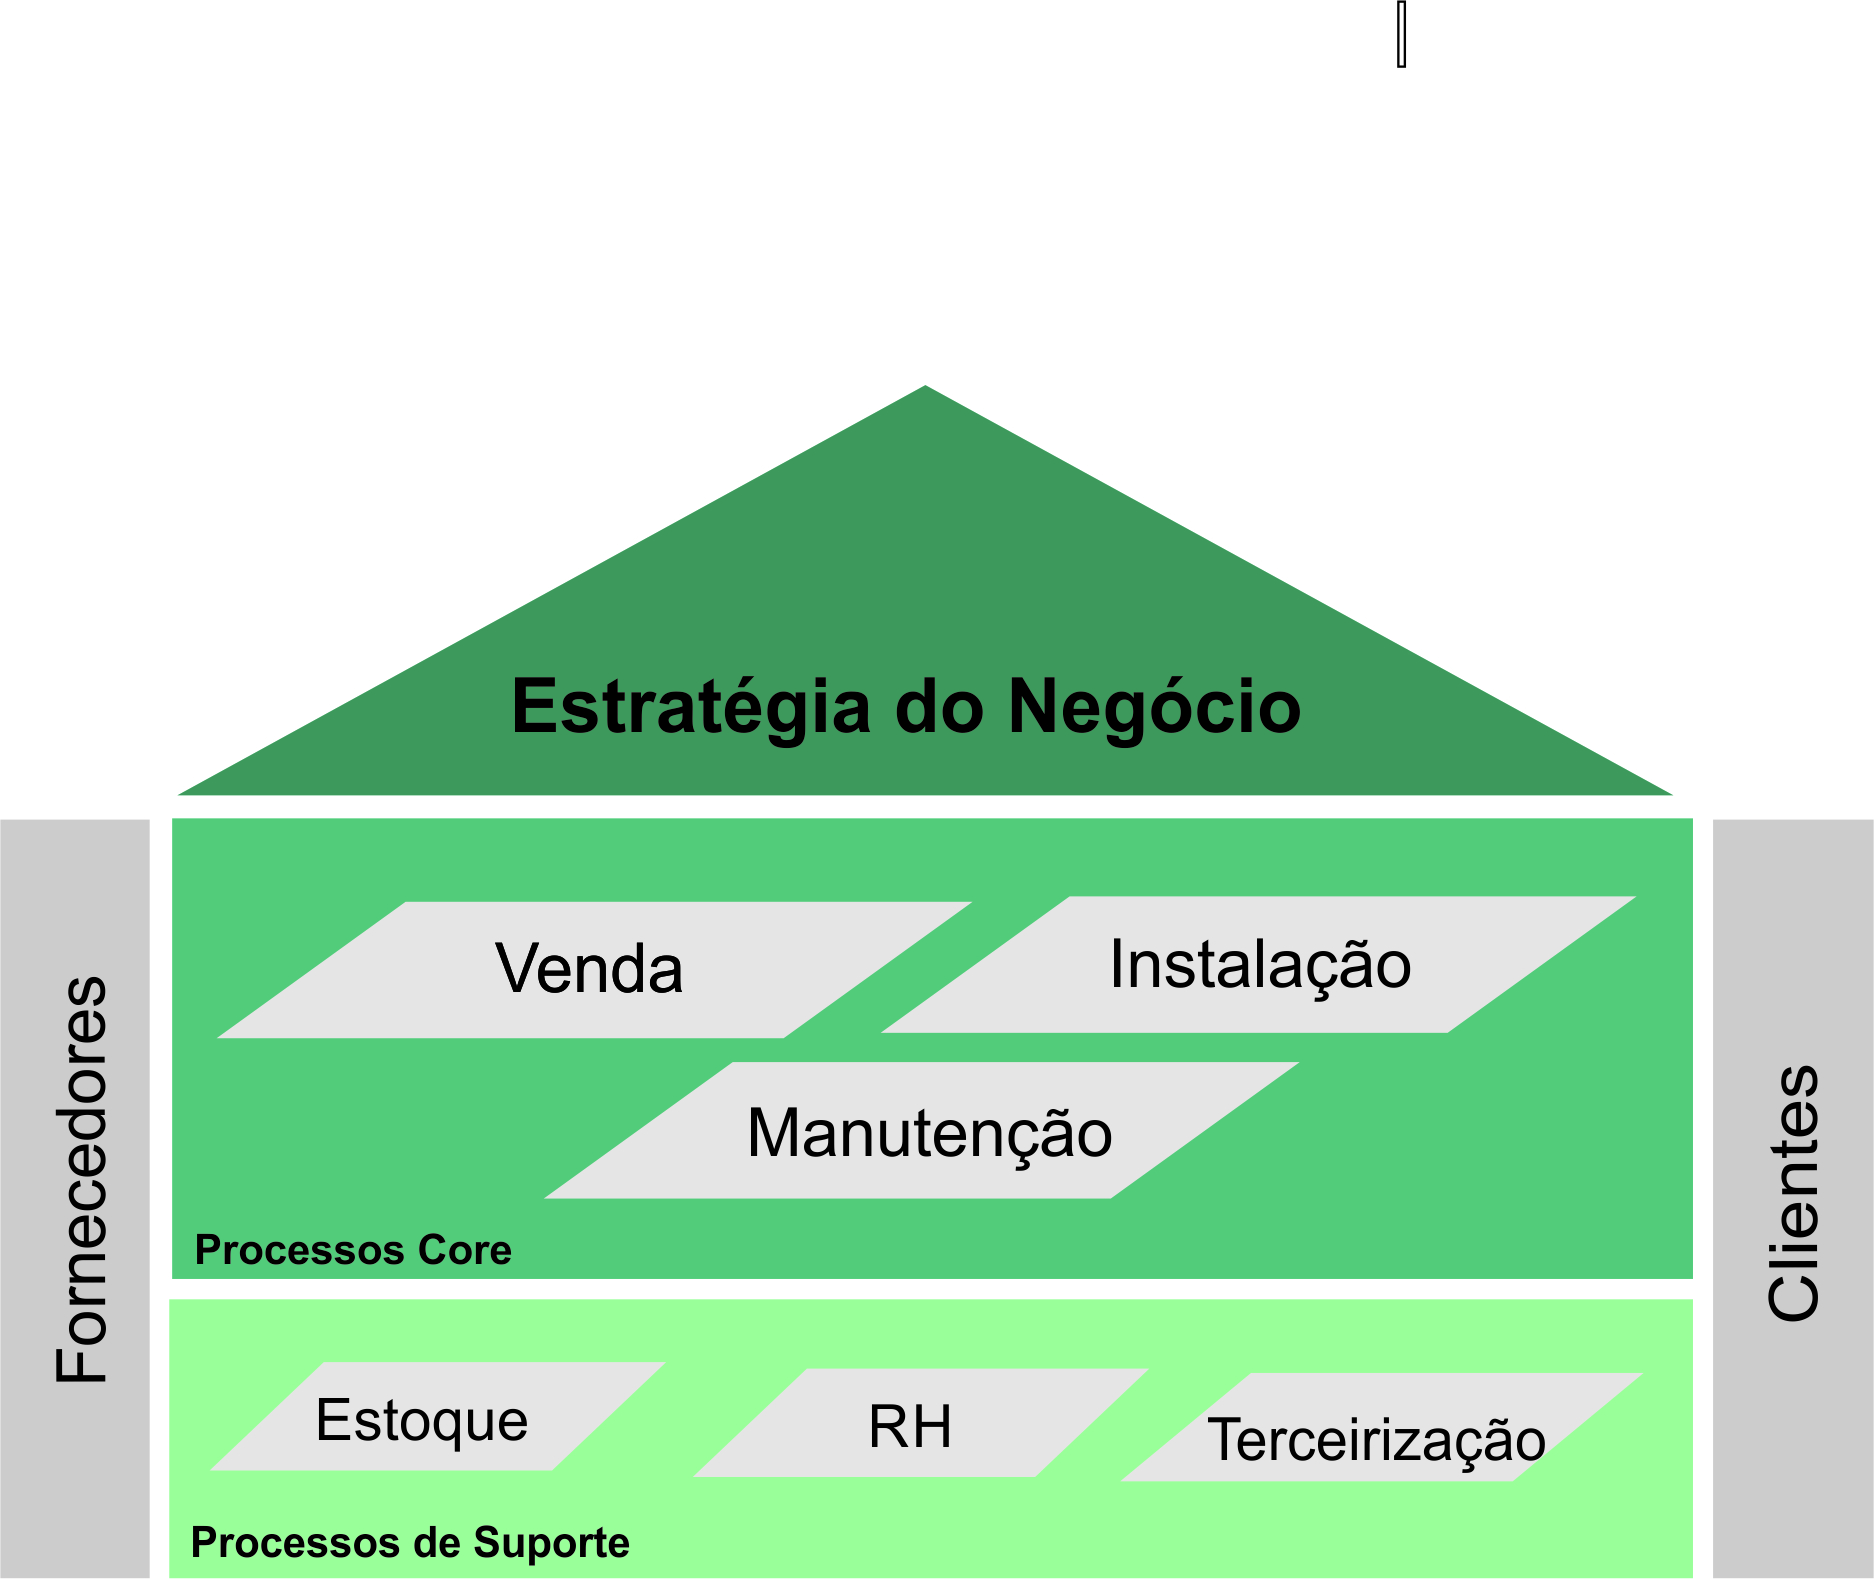 Estratégia do Negócio
Fornecedores
Venda
Instalação
Manutenção
Processos Core
Clientes
Estoque
RH
Terceirização
Processos de Suporte